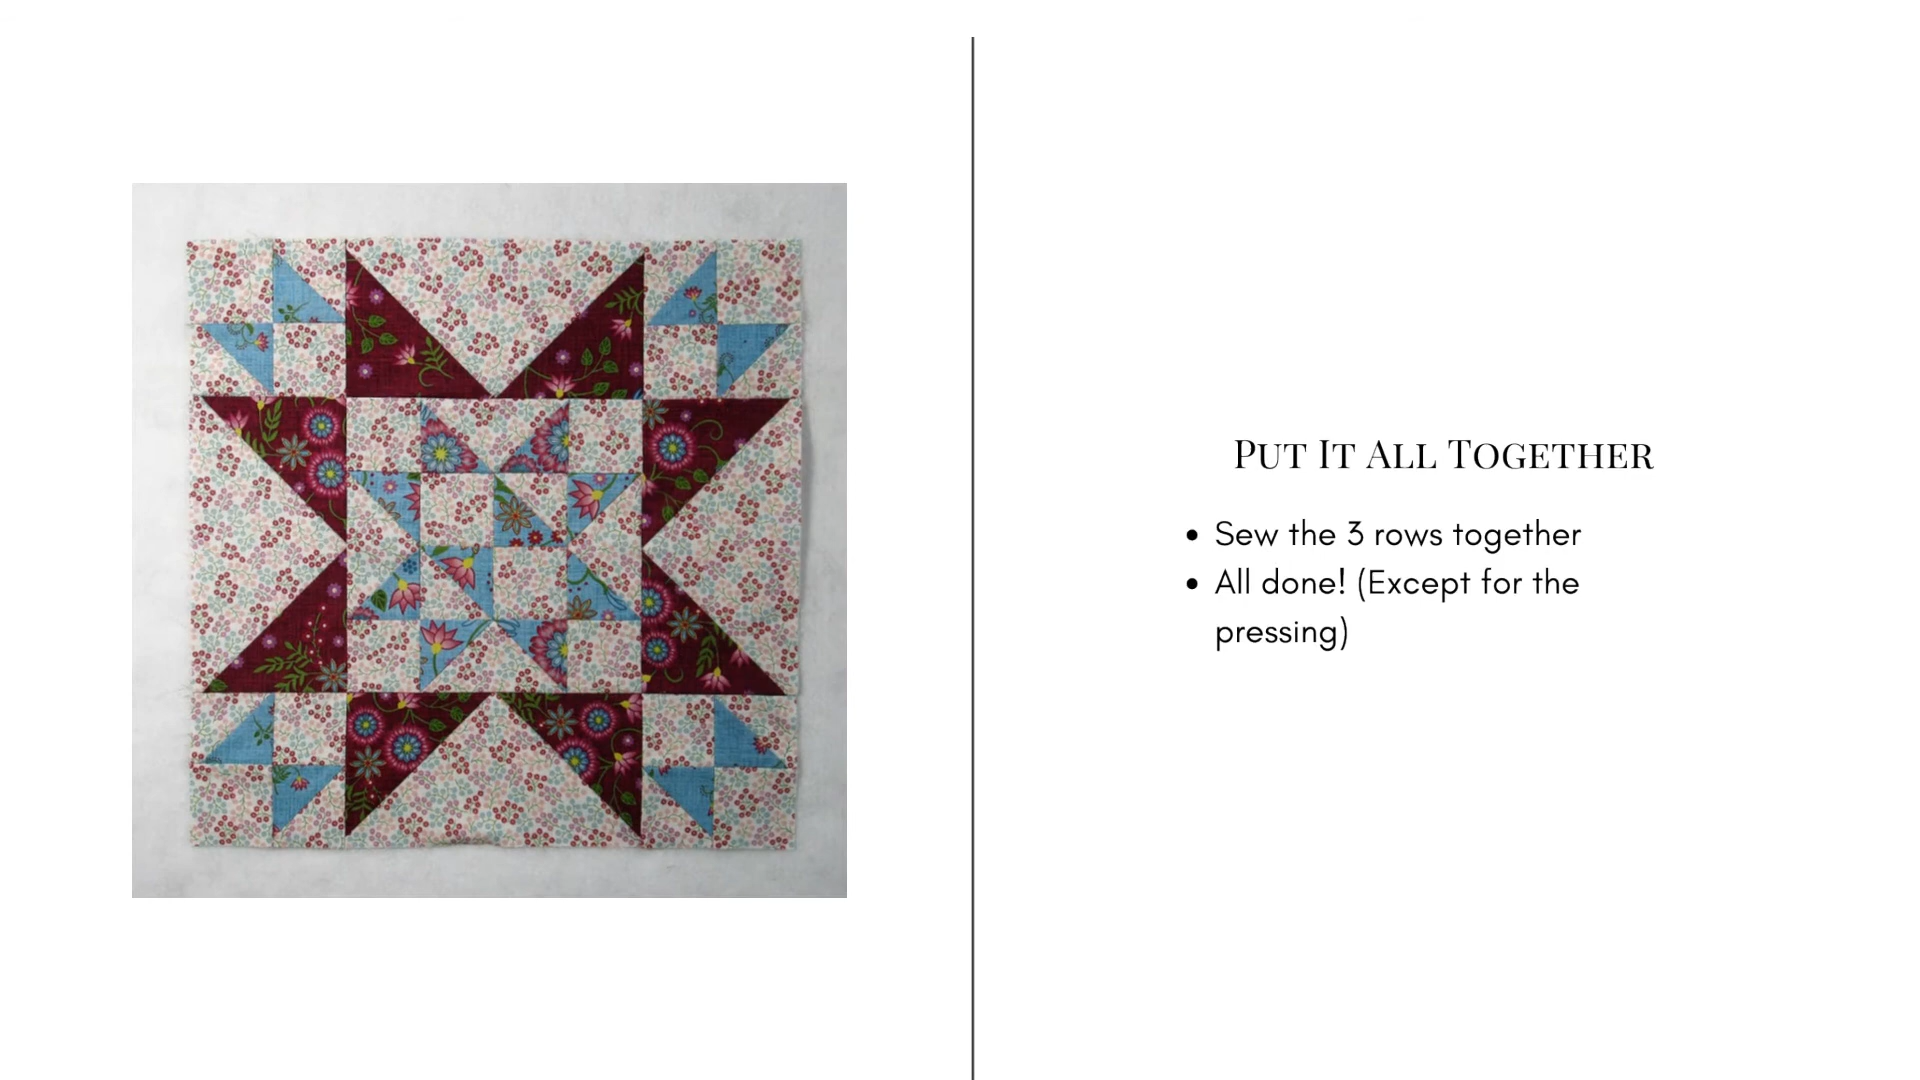 Put It All Together
• Sew the 3 rows together
• All done! (Except for the
pressing)